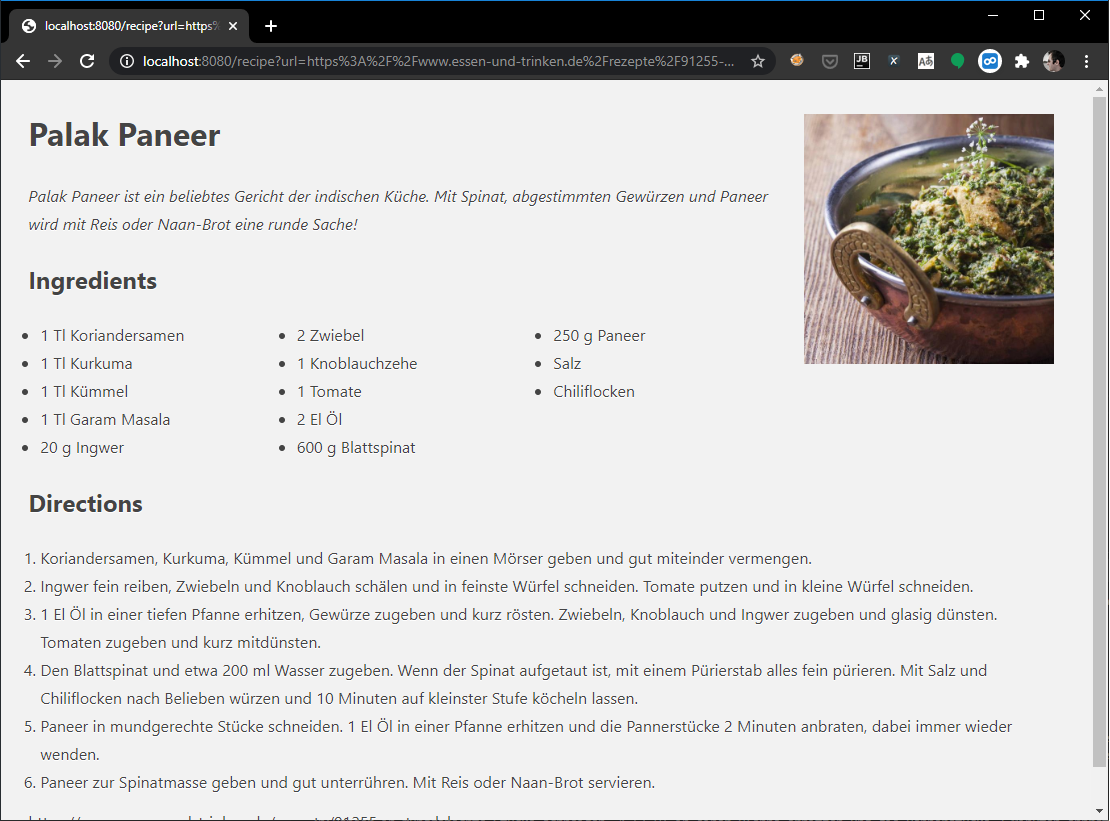 localhost:8080/recipe?url=https%
localhost:8080/recipe?url=https%3A%2F%2Fwww.essen-und-trinken.de%2Frezepte%2F91255-...
JB
X
Aあ
Palak Paneer
Palak Paneer ist ein beliebtes Gericht der indischen Küche. Mit Spinat, abgestimmten Gewürzen und Paneer
wird mit Reis oder Naan-Brot eine runde Sache!
Ingredients
1 Tl Koriandersamen
1 Tl Kurkuma
1 Tl Kümmel
1 Tl Garam Masala
20 g Ingwer
2 Zwiebel
1 Knoblauchzehe
1 Tomate
2 El Öl
600 g Blattspinat
250 g Paneer
Salz
Chiliflocken
Directions
1. Koriandersamen, Kurkuma, Kümmel und Garam Masala in einen Mörser geben und gut miteinder vermengen.
2. Ingwer fein reiben, Zwiebeln und Knoblauch schälen und in feinste Würfel schneiden. Tomate putzen und in kleine Würfel schneiden.
3. 1 El Öl in einer tiefen Pfanne erhitzen, Gewürze zugeben und kurz rösten. Zwiebeln, Knoblauch und Ingwer zugeben und glasig dünsten.
Tomaten zugeben und kurz mitdünsten.
4. Den Blattspinat und etwa 200 ml Wasser zugeben. Wenn der Spinat aufgetaut ist, mit einem Pürierstab alles fein pürieren. Mit Salz und
Chiliflocken nach Belieben würzen und 10 Minuten auf kleinster Stufe köcheln lassen.
5. Paneer in mundgerechte Stücke schneiden. 1 El Öl in einer Pfanne erhitzen und die Pannerstücke 2 Minuten anbraten, dabei immer wieder
wenden.
6. Paneer zur Spinatmasse geben und gut unterrühren. Mit Reis oder Naan-Brot servieren.